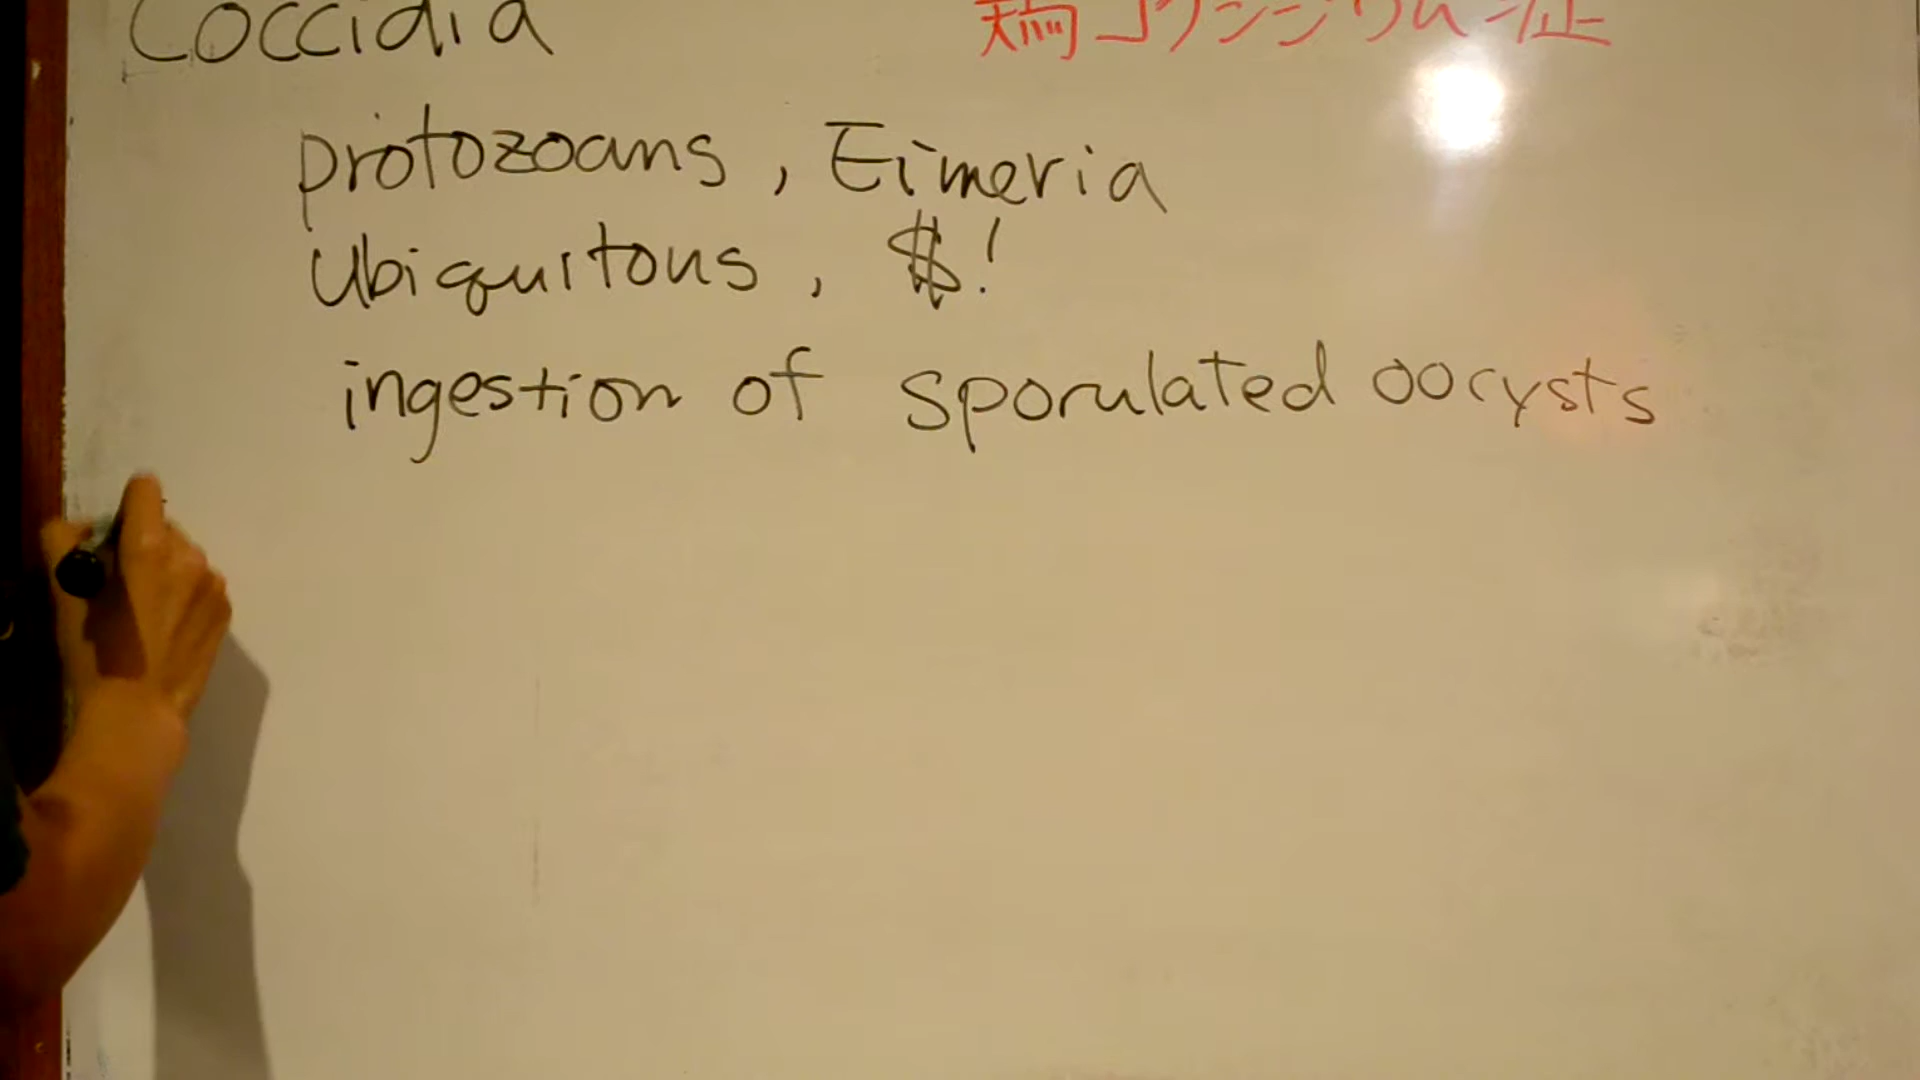 Coccidia
鶏コクシジウム症
protozoans, Eimeria
Ubiquitous, $!
ingestion of sporulated oocysts